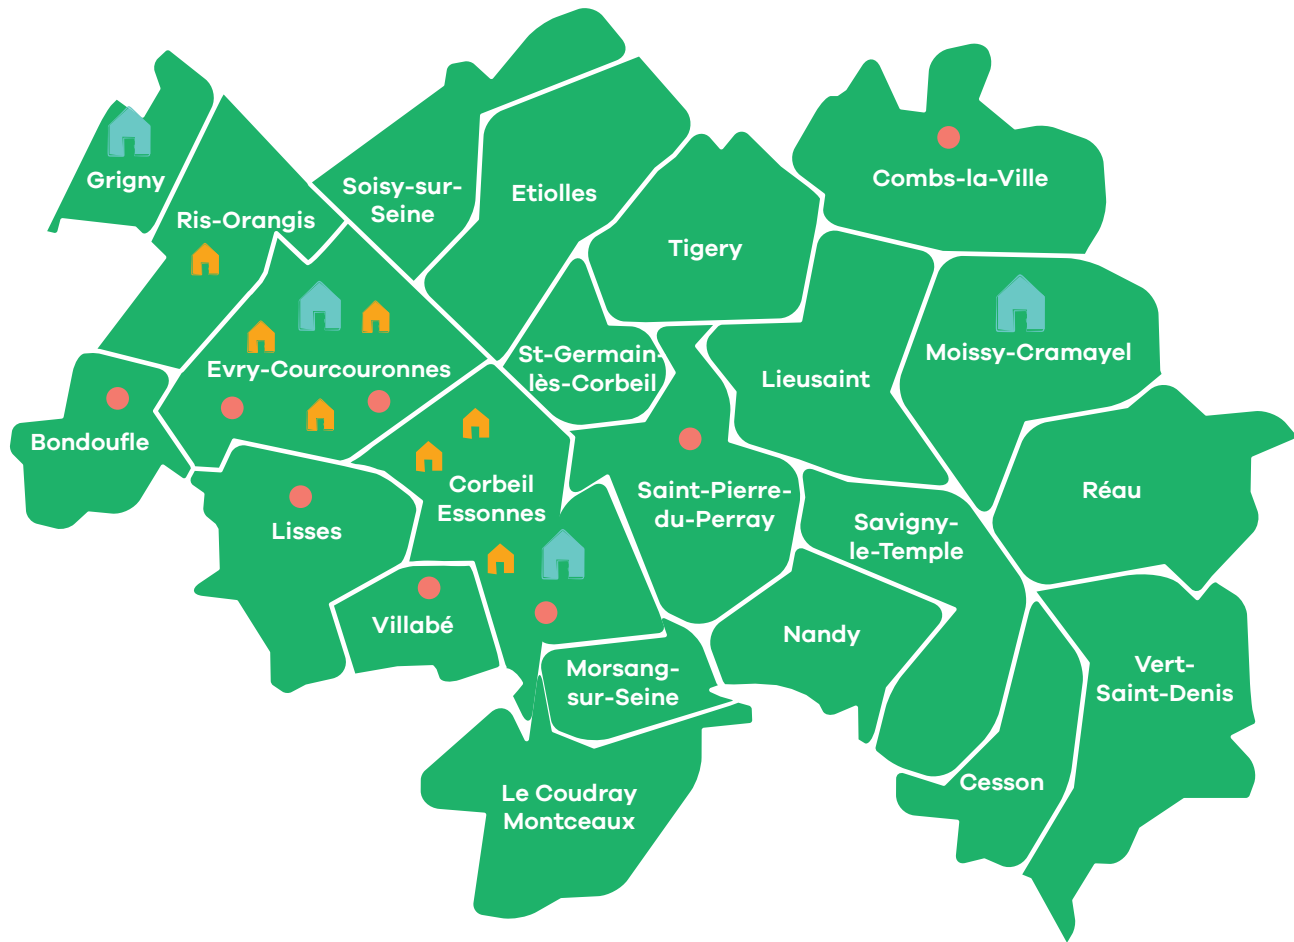 Grigny
Ris-Orangis
Soisy-sur-
Seine
Etiolles
Tigery
Combs-la-Ville
Moissy-Cramayel
Evry-Courcouronnes
St-Germain-
lès-Corbeil
Lieusaint
Bondoufle
Corbeil
Essonnes
Saint-Pierre-
du-Perray
Réau
Lisses
Savigny-
le-Temple
Villabé
Nandy
Morsang-
sur-Seine
Vert-
Saint-Denis
Le Coudray
Montceaux
Cesson